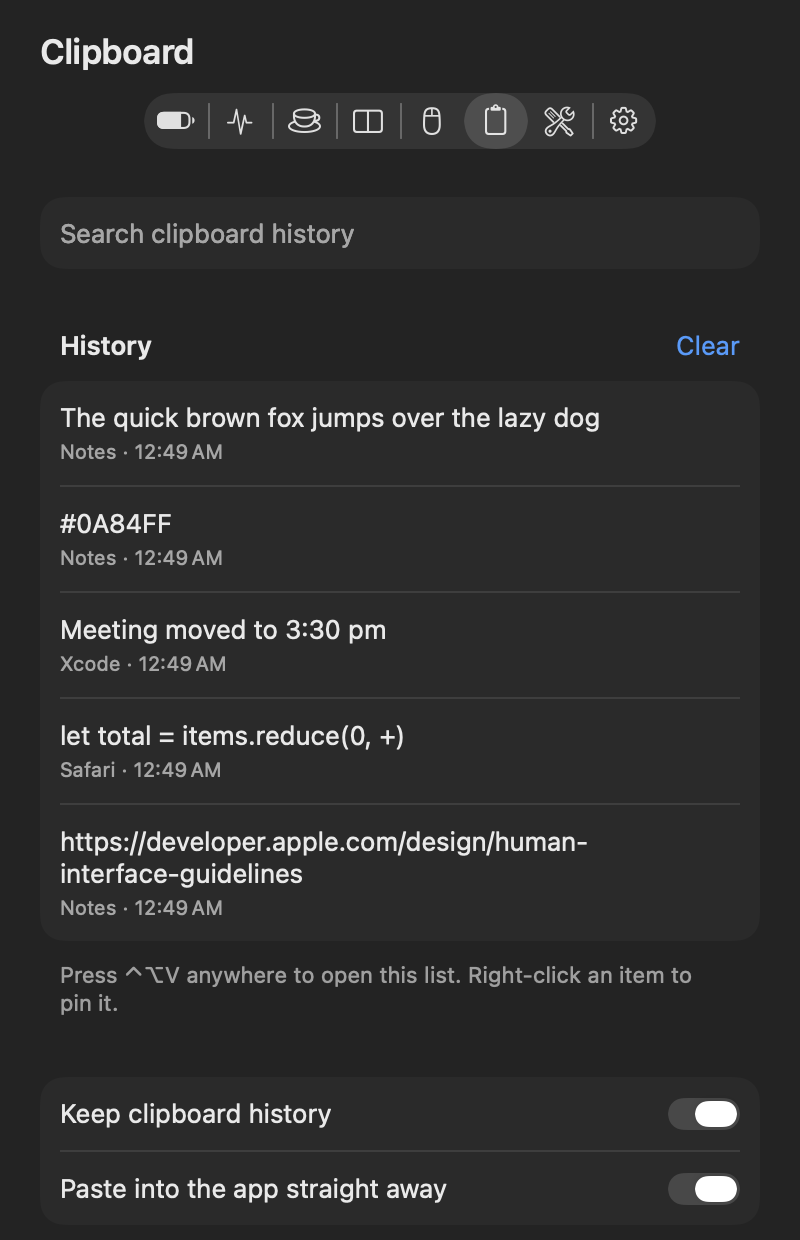 Clipboard
Search clipboard history
History
Clear
The quick brown fox jumps over the lazy dog
Notes · 12:49 AM
#0A84FF
Notes · 12:49 AM
Meeting moved to 3:30 pm
Xcode · 12:49 AM
let total = items.reduce(0, +)
Safari · 12:49 AM
https://developer.apple.com/design/human-
interface-guidelines
Notes · 12:49 AM
Press ^⌥V anywhere to open this list. Right-click an item to
pin it.
Keep clipboard history
Paste into the app straight away